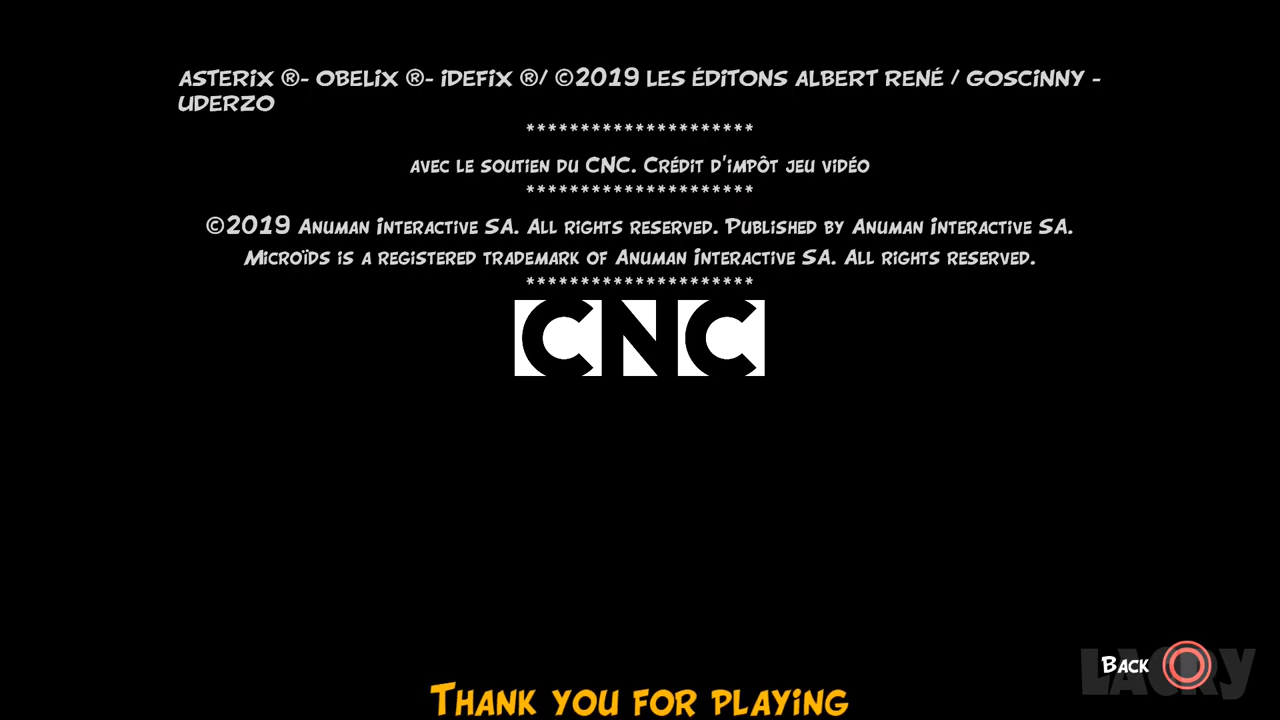 ASTERIX ®- OBELIX ®- IDEFIX ®/ ©2019 LES ÉDITONS ALBERT RENÉ / GOSCINNY -
UDERZO
*********************
AVEC LE SOUTIEN DU CNC. CRÉDIT D'IMPÔT JEU VIDÉO
*********************
©2019 ANUMAN INTERACTIVE SA. ALL RIGHTS RESERVED. PUBLISHED BY ANUMAN INTERACTIVE SA.
MICROÏDS IS A REGISTERED TRADEMARK OF ANUMAN INTERACTIVE SA. ALL RIGHTS RESERVED.
*********************
CNC
BACK
LACRY
THANK YOU FOR PLAYING